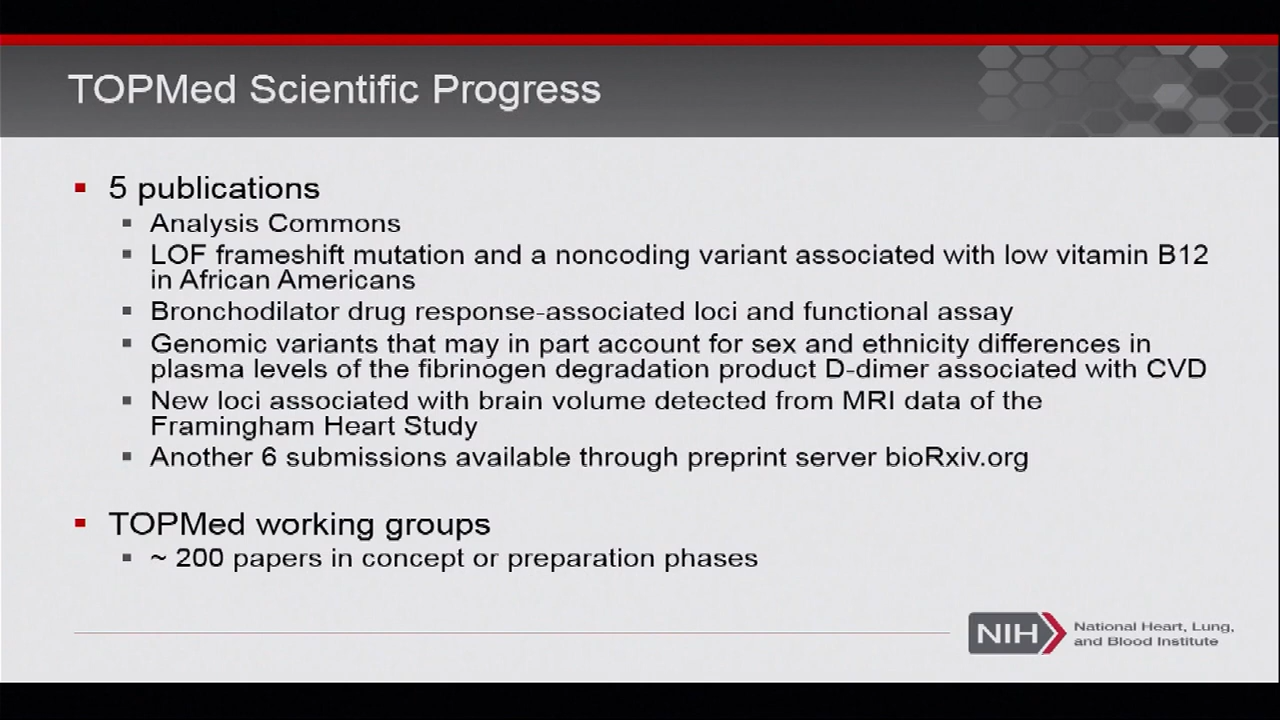 TOPMed Scientific Progress
5 publications
Analysis Commons
LOF frameshift mutation and a noncoding variant associated with low vitamin B12
in African Americans
Bronchodilator drug response-associated loci and functional assay
Genomic variants that may in part account for sex and ethnicity differences in
plasma levels of the fibrinogen degradation product D-dimer associated with CVD
New loci associated with brain volume detected from MRI data of the
Framingham Heart Study
Another 6 submissions available through preprint server bioRxiv.org
TOPMed working groups
~ 200 papers in concept or preparation phases
NIH
National Heart, Lung,
and Blood Institute